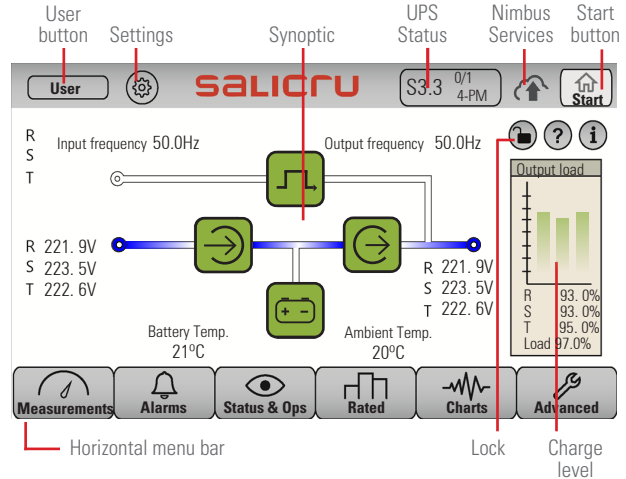 User button
Settings
Synoptic
UPS Status
Nimbus Services
Start button
User
salicru
S3.3 0/1 4-PM
Start
R
S
T
Input frequency 50.0Hz
Output frequency 50.0Hz
? i
Output load
R 221. 9V
S 223. 5V
T 222. 6V
R 221. 9V
S 223. 5V
T 222. 6V
+ -
Battery Temp.
21ºC
Ambient Temp.
20ºC
R 93. 0%
S 93. 0%
T 95. 0%
Load 97.0%
Measurements
Alarms
Status & Ops
Rated
Charts
Advanced
Horizontal menu bar
Lock
Charge level